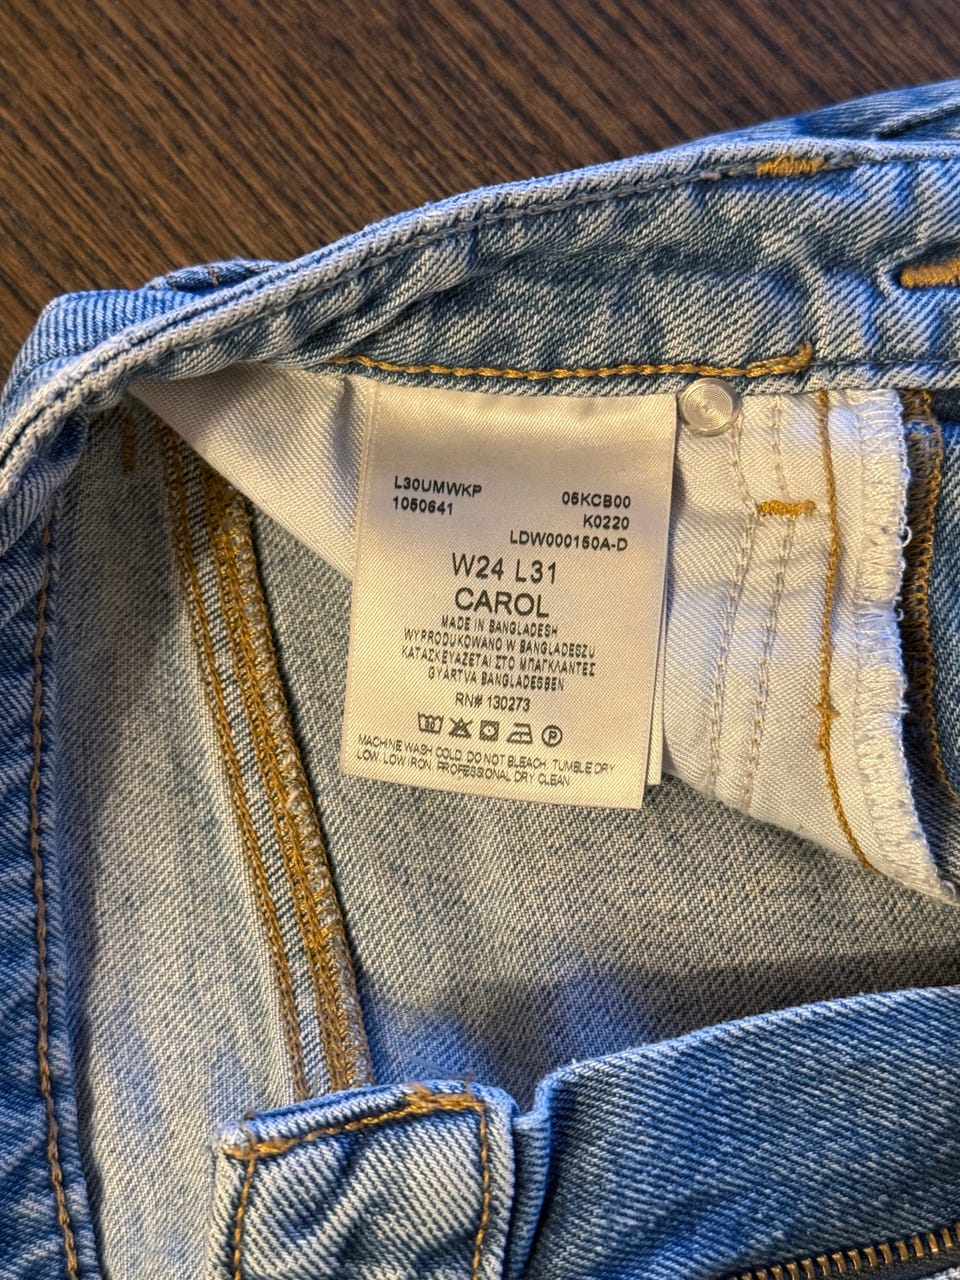 L30UMWKP 06KCB00
1050641 K0220
LDW000150A-D
W24 L31
CAROL
MADE IN BANGLADESH
WYPRODUKOWANO W BANGLADESZU
ΚΑΤΑΣΚΕΥΑΖΕΤΑΙ ΣΤΟ ΜΠΑΓΚΛΑΝΤΕΣ
GYÁRTVA BANGLADESBEN
RN# 130273
P
MACHINE WASH COLD, DO NOT BLEACH, TUMBLE DRY
LOW, LOW IRON, PROFESSIONAL DRY CLEAN